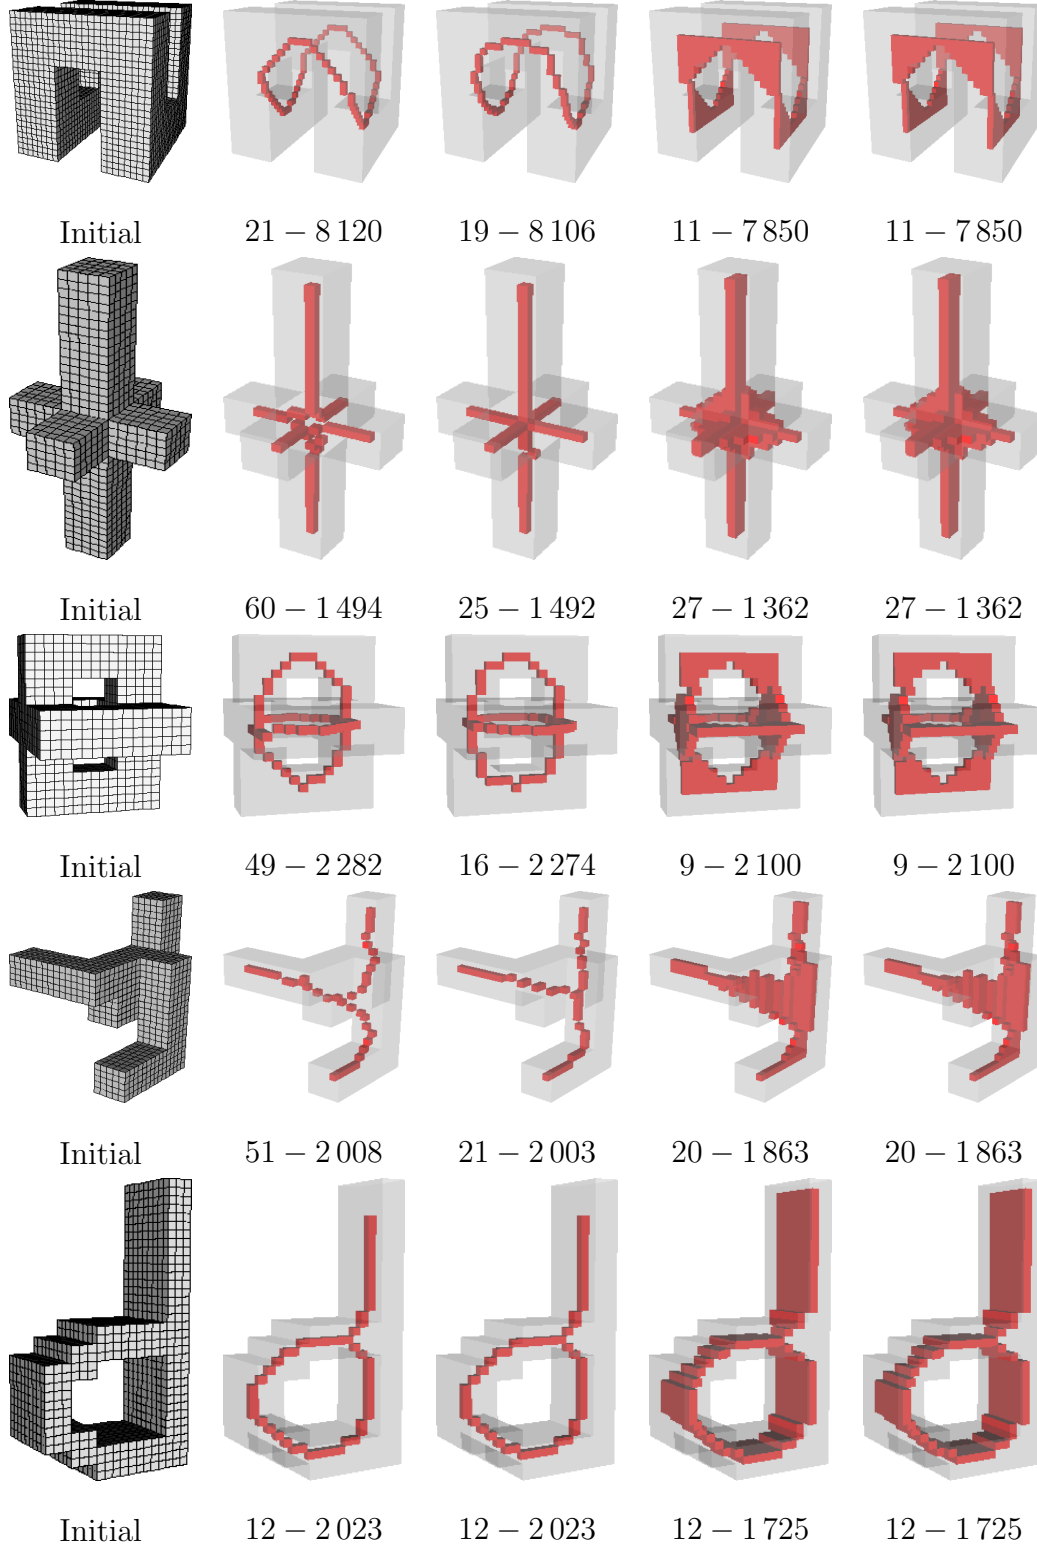 Initial 21 − 8 120 19 − 8 106 11 − 7 850 11 − 7 850
Initial 60 − 1 494 25 − 1 492 27 − 1 362 27 − 1 362
Initial 49 − 2 282 16 − 2 274 9 − 2 100 9 − 2 100
Initial 51 − 2 008 21 − 2 003 20 − 1 863 20 − 1 863
Initial 12 − 2 023 12 − 2 023 12 − 1 725 12 − 1 725